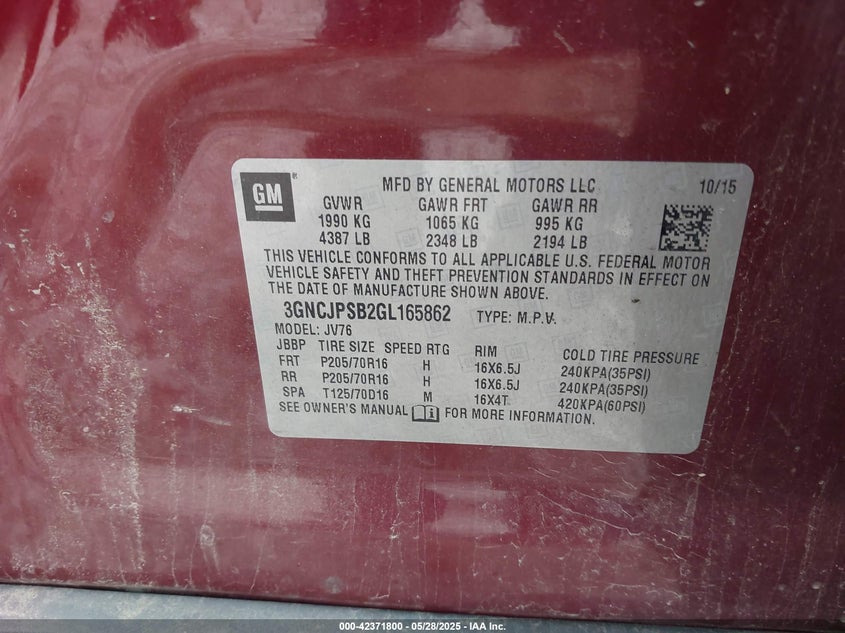 GM ®
MFD BY GENERAL MOTORS LLC 10/15
GVWR GAWR FRT GAWR RR
1990 KG 1065 KG 995 KG
4387 LB 2348 LB 2194 LB
THIS VEHICLE CONFORMS TO ALL APPLICABLE U.S. FEDERAL MOTOR
VEHICLE SAFETY AND THEFT PREVENTION STANDARDS IN EFFECT ON
THE DATE OF MANUFACTURE SHOWN ABOVE.
3GNCJPSB2GL165862 TYPE: M.P.V.
MODEL: JV76
JBBP TIRE SIZE SPEED RTG RIM COLD TIRE PRESSURE
FRT P205/70R16 H 16X6.5J 240KPA(35PSI)
RR P205/70R16 H 16X6.5J 240KPA(35PSI)
SPA T125/70D16 M 16X4T 420KPA(60PSI)
SEE OWNER'S MANUAL FOR MORE INFORMATION.
000-42371800 - 05/28/2025 - IAA Inc.